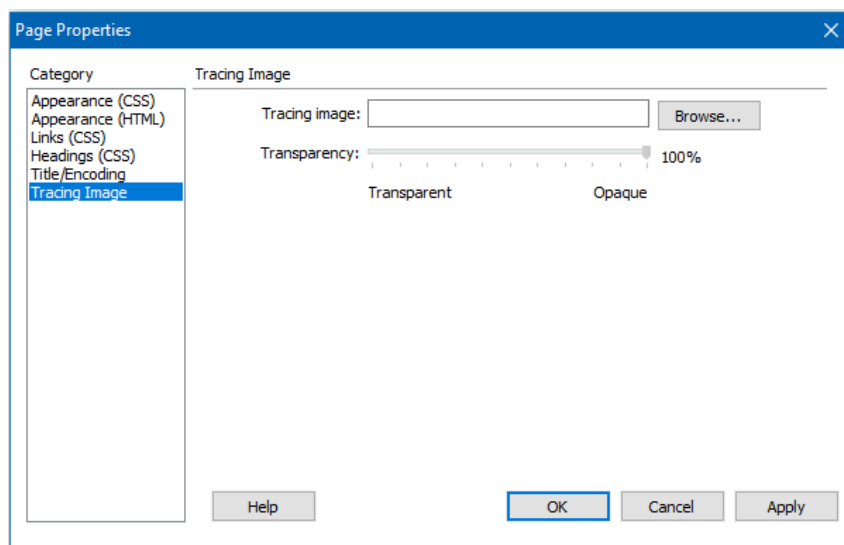 Page Properties
Category
Appearance (CSS)
Appearance (HTML)
Links (CSS)
Headings (CSS)
Title/Encoding
Tracing Image
Tracing Image
Tracing image:
Browse...
Transparency:
100%
Transparent Opaque
Help OK Cancel Apply